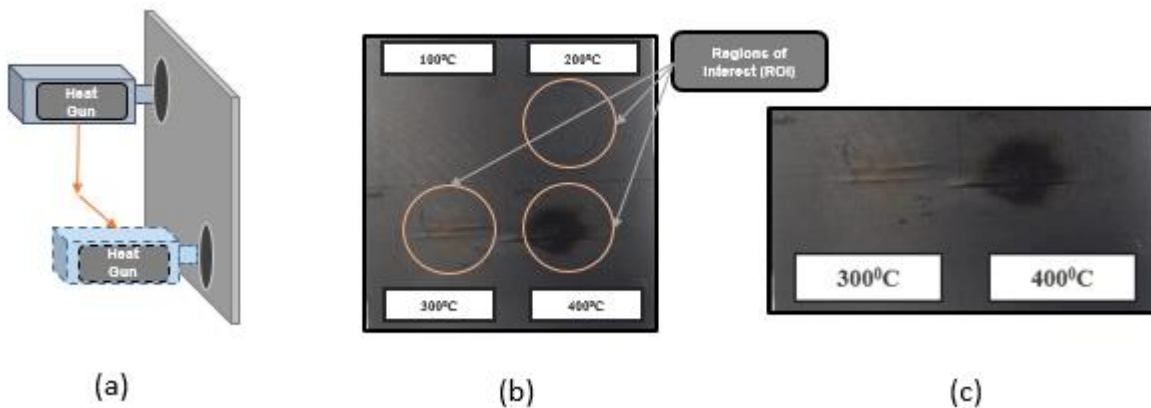 Heat
Gun
Heat
Gun
(a)
100⁰C
200⁰C
300⁰C
400⁰C
Regions of
Interest (ROI)
(b)
300⁰C
400⁰C
(c)